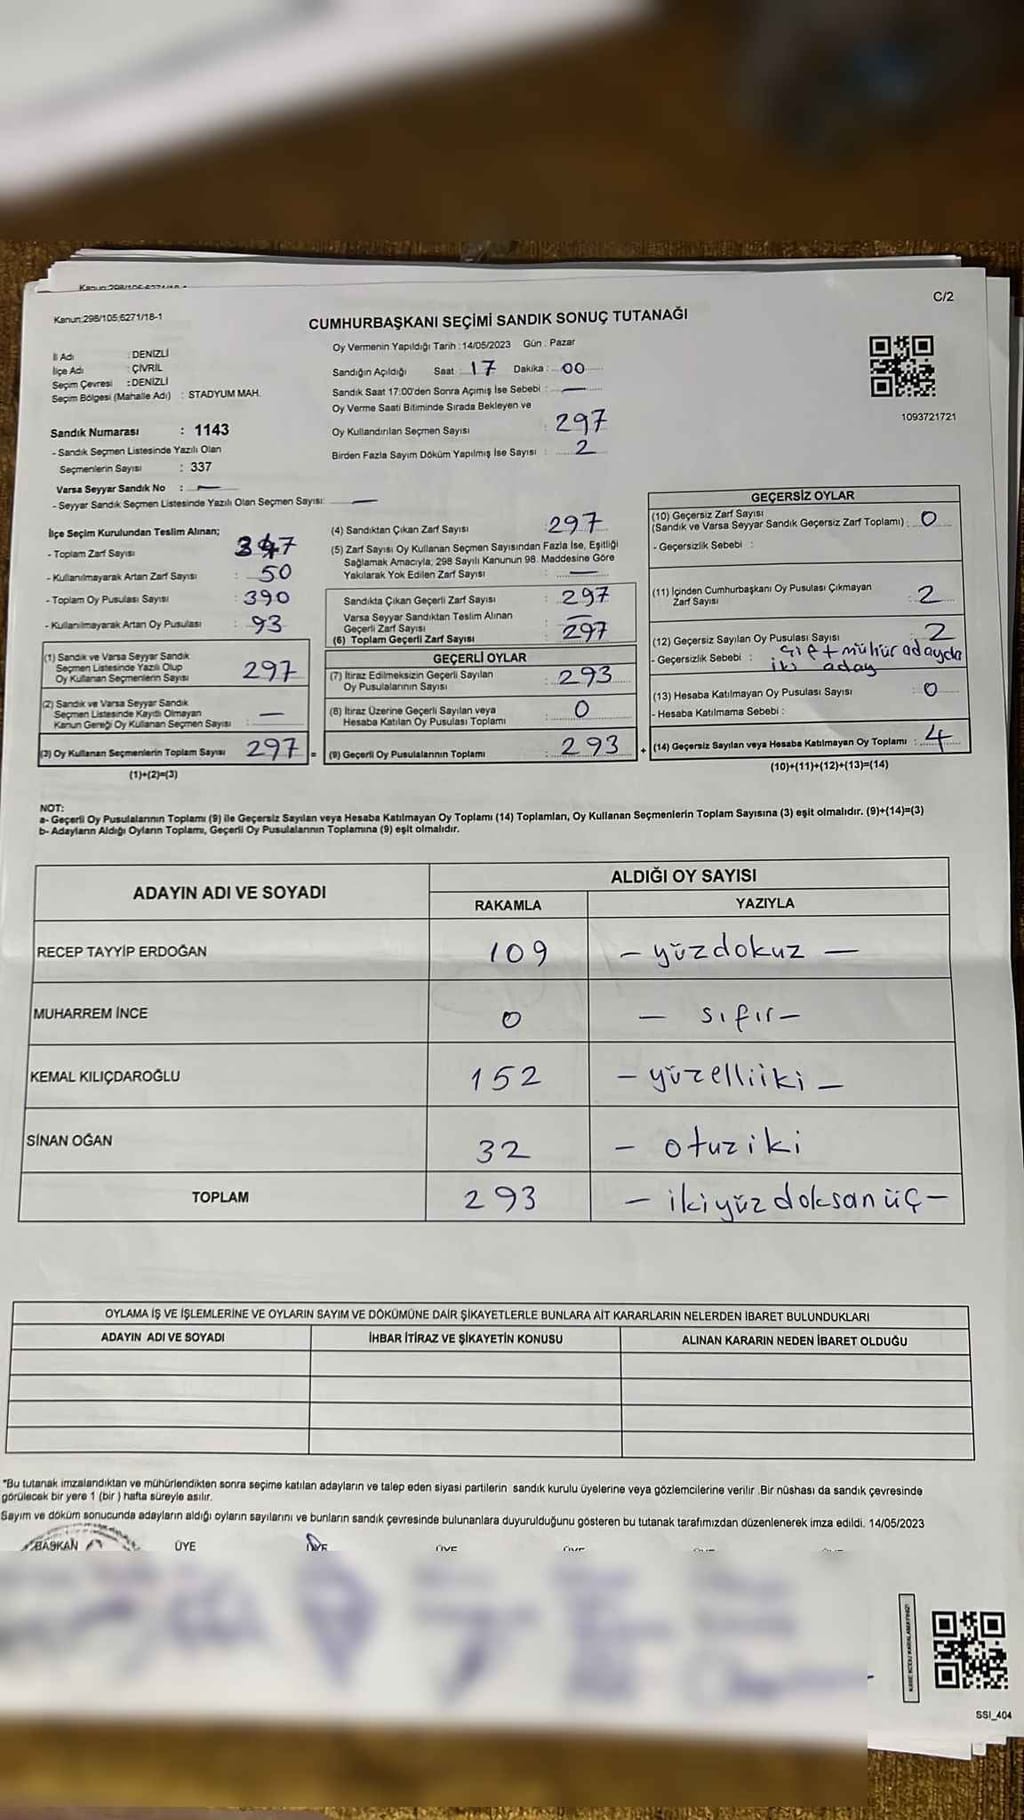 Kanun:298/105,6271/18-1
C/2
CUMHURBAŞKANI SEÇİMİ SANDIK SONUÇ TUTANAĞI
Oy Vermenin Yapıldığı Tarih : 14/05/2023 Gün : Pazar
İl Adı : DENİZLİ
İlçe Adı : ÇİVRİL
Seçim Çevresi : DENİZLİ
Seçim Bölgesi (Mahalle Adı) : STADYUM MAH.
Sandık Numarası : 1143
- Sandık Seçmen Listesinde Yazılı Olan
Seçmenlerin Sayısı : 337
Varsa Seyyar Sandık No : —
- Seyyar Sandık Seçmen Listesinde Yazılı Olan Seçmen Sayısı: —
Sandığın Açıldığı Saat : 17 Dakika : 00
Sandık Saat 17:00'den Sonra Açımış İse Sebebi : —
Oy Verme Saati Bitiminde Sırada Bekleyen ve
Oy Kullandırılan Seçmen Sayısı : 297
Birden Fazla Sayım Döküm Yapılmış İse Sayısı : 2
1093721721
İlçe Seçim Kurulundan Teslim Alınan;
- Toplam Zarf Sayısı : 347
- Kullanılmayarak Artan Zarf Sayısı : 50
- Toplam Oy Pusulası Sayısı : 390
- Kullanılmayarak Artan Oy Pusulası : 93
(1) Sandık ve Varsa Seyyar Sandık
Seçmen Listesinde Yazılı Olup
Oy Kullanan Seçmenlerin Sayısı : 297
(2) Sandık ve Varsa Seyyar Sandık
Seçmen Listesinde Kayıtlı Olmayan
Kanun Gereği Oy Kullanan Seçmen Sayısı : —
(3) Oy Kullanan Seçmenlerin Toplam Sayısı : 297 =
(1)+(2)=(3)
(4) Sandıktan Çıkan Zarf Sayısı : 297
(5) Zarf Sayısı Oy Kullanan Seçmen Sayısından Fazla İse, Eşitliği
Sağlamak Amacıyla; 298 Sayılı Kanunun 98. Maddesine Göre
Yakılarak Yok Edilen Zarf Sayısı : —
Sandıkta Çıkan Geçerli Zarf Sayısı : 297
Varsa Seyyar Sandıktan Teslim Alınan
Geçerli Zarf Sayısı : —
(6) Toplam Geçerli Zarf Sayısı : 297
GEÇERLİ OYLAR
(7) İtiraz Edilmeksizin Geçerli Sayılan
Oy Pusulalarının Sayısı : 293
(8) İtiraz Üzerine Geçerli Sayılan veya
Hesaba Katılan Oy Pusulası Toplamı : 0
(9) Geçerli Oy Pusulalarının Toplamı : 293 +
GEÇERSİZ OYLAR
(10) Geçersiz Zarf Sayısı
(Sandık ve Varsa Seyyar Sandık Geçersiz Zarf Toplamı) : 0
- Geçersizlik Sebebi :
(11) İçinden Cumhurbaşkanı Oy Pusulası Çıkmayan
Zarf Sayısı : 2
(12) Geçersiz Sayılan Oy Pusulası Sayısı : 2
- Geçersizlik Sebebi : çift mühür adayda
iki aday
(13) Hesaba Katılmayan Oy Pusulası Sayısı : 0
- Hesaba Katılmama Sebebi :
(14) Geçersiz Sayılan veya Hesaba Katılmayan Oy Toplamı : 4
(10)+(11)+(12)+(13)=(14)
NOT:
a- Geçerli Oy Pusulalarının Toplamı (9) ile Geçersiz Sayılan veya Hesaba Katılmayan Oy Toplamı (14) Toplamları, Oy Kullanan Seçmenlerin Toplam Sayısına (3) eşit olmalıdır. (9)+(14)=(3)
b- Adayların Aldığı Oyların Toplamı, Geçerli Oy Pusulalarının Toplamına (9) eşit olmalıdır.
ADAYIN ADI VE SOYADI
ALDIĞI OY SAYISI
RAKAMLA YAZIYLA
RECEP TAYYİP ERDOĞAN 109 – yüzdokuz —
MUHARREM İNCE 0 — sıfır –
KEMAL KILIÇDAROĞLU 152 – yüzelliiki –
SİNAN OĞAN 32 – otuziki
TOPLAM 293 – ikiyüz doksan üç –
OYLAMA İŞ VE İŞLEMLERİNE VE OYLARIN SAYIM VE DÖKÜMÜNE DAİR ŞİKAYETLERLE BUNLARA AİT KARARLARIN NELERDEN İBARET BULUNDUKLARI
ADAYIN ADI VE SOYADI İHBAR İTİRAZ VE ŞİKAYETİN KONUSU ALINAN KARARIN NEDEN İBARET OLDUĞU
"Bu tutanak imzalandıktan ve mühürlendikten sonra seçime katılan adayların ve talep eden siyasi partilerin sandık kurulu üyelerine veya gözlemcilerine verilir .Bir nüshası da sandık çevresinde
görülecek bir yere 1 (bir ) hafta süreyle asılır.
Sayım ve döküm sonucunda adayların aldığı oyların sayılarını ve bunların sandık çevresinde bulunanlara duyurulduğunu gösteren bu tutanak tarafımızdan düzenlenerek imza edildi. 14/05/2023
BAŞKAN ÜYE ÜYE ÜYE ÜYE
SSI_404